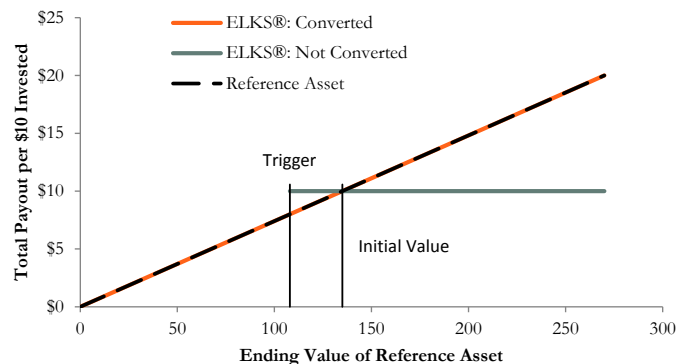 ELKS®: Converted
ELKS®: Not Converted
Reference Asset
Total Payout per $10 Invested
$25
$20
$15
$10
$5
$0
Trigger
Initial Value
0
50
100
150
200
250
300
Ending Value of Reference Asset